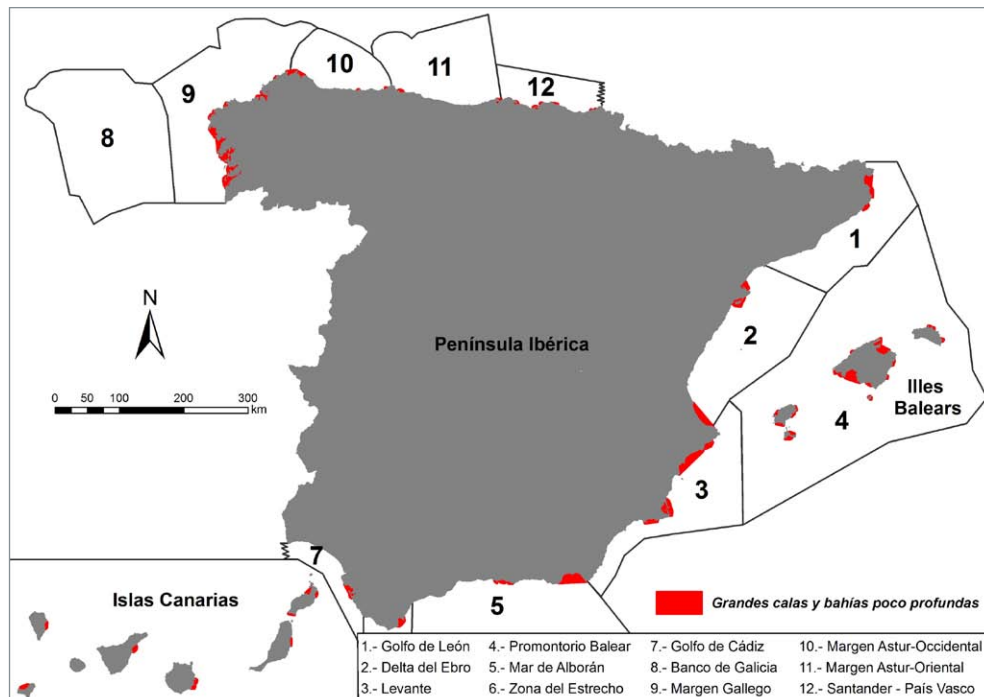 10
11
12
9
8
1
N
2
Península Ibérica
Illes
Balears
4
0 25 50 100 200 300
km
3
7
Islas Canarias
5
Grandes calas y bahías poco profundas
1.- Golfo de León 4.- Promontorio Balear 7.- Golfo de Cádiz 10.- Margen Astur-Occidental
2.- Delta del Ebro 5.- Mar de Alborán 8.- Banco de Galicia 11.- Margen Astur-Oriental
3.- Levante 6.- Zona del Estrecho 9.- Margen Gallego 12.- Santander - País Vasco